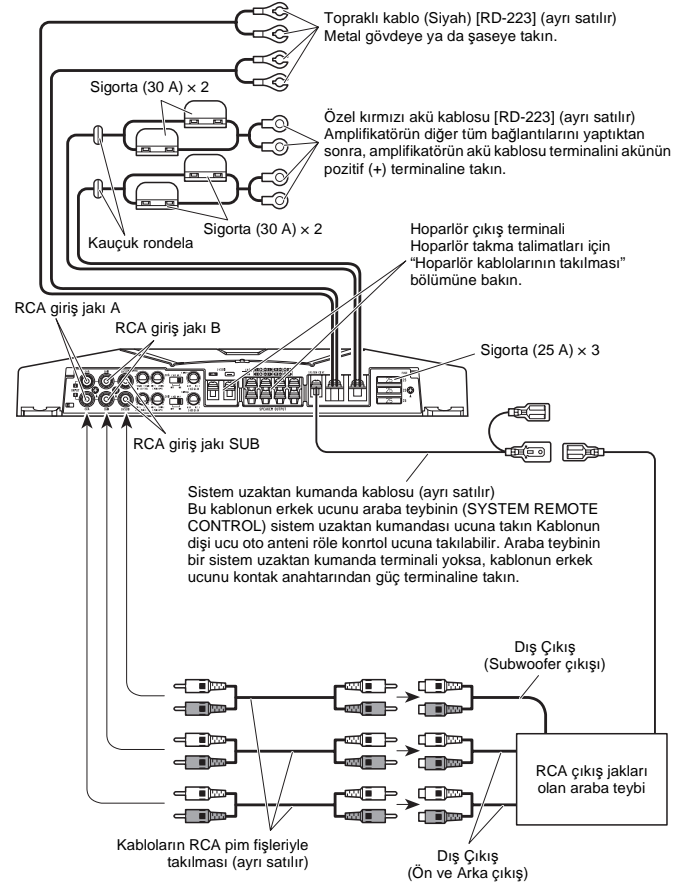 Topraklı kablo (Siyah) [RD-223] (ayrı satılır)
Metal gövdeye ya da şaseye takın.
Sigorta (30 A) × 2
Özel kırmızı akü kablosu [RD-223] (ayrı satılır)
Amplifikatörün diğer tüm bağlantılarını yaptıktan
sonra, amplifikatörün akü kablosu terminalini akünün
pozitif (+) terminaline takın.
Sigorta (30 A) × 2
Kauçuk rondela
Hoparlör çıkış terminali
Hoparlör takma talimatları için
“Hoparlör kablolarının takılması”
bölümüne bakın.
RCA giriş jakı A
RCA giriş jakı B
Sigorta (25 A) × 3
SPEAKER OUTPUT
RCA giriş jakı SUB
Sistem uzaktan kumanda kablosu (ayrı satılır)
Bu kablonun erkek ucunu araba teybinin (SYSTEM REMOTE
CONTROL) sistem uzaktan kumandası ucuna takın Kablonun
dişi ucu oto anteni röle konrtol ucuna takılabilir. Araba teybinin
bir sistem uzaktan kumanda terminali yoksa, kablonun erkek
ucunu kontak anahtarından güç terminaline takın.
Dış Çıkış
(Subwoofer çıkışı)
RCA çıkış jakları
olan araba teybi
Kabloların RCA pim fişleriyle
takılması (ayrı satılır)
Dış Çıkış
(Ön ve Arka çıkış)